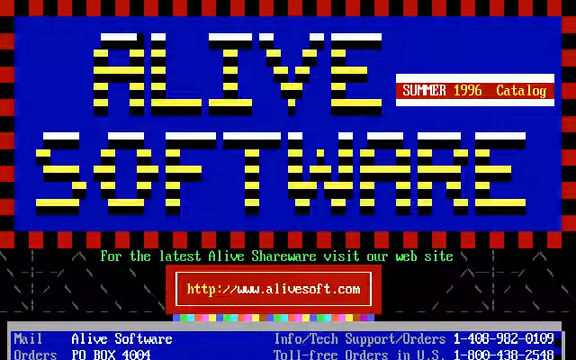 ALIVE
SUMMER 1996 Catalog
SOFTWARE
For the latest Alive Shareware visit our web site
http://www.alivesoft.com
Mail Alive Software Info/Tech Support/Orders 1-408-982-0109
Orders PO BOX 4004 Toll-free Orders in U.S. 1-800-438-2548